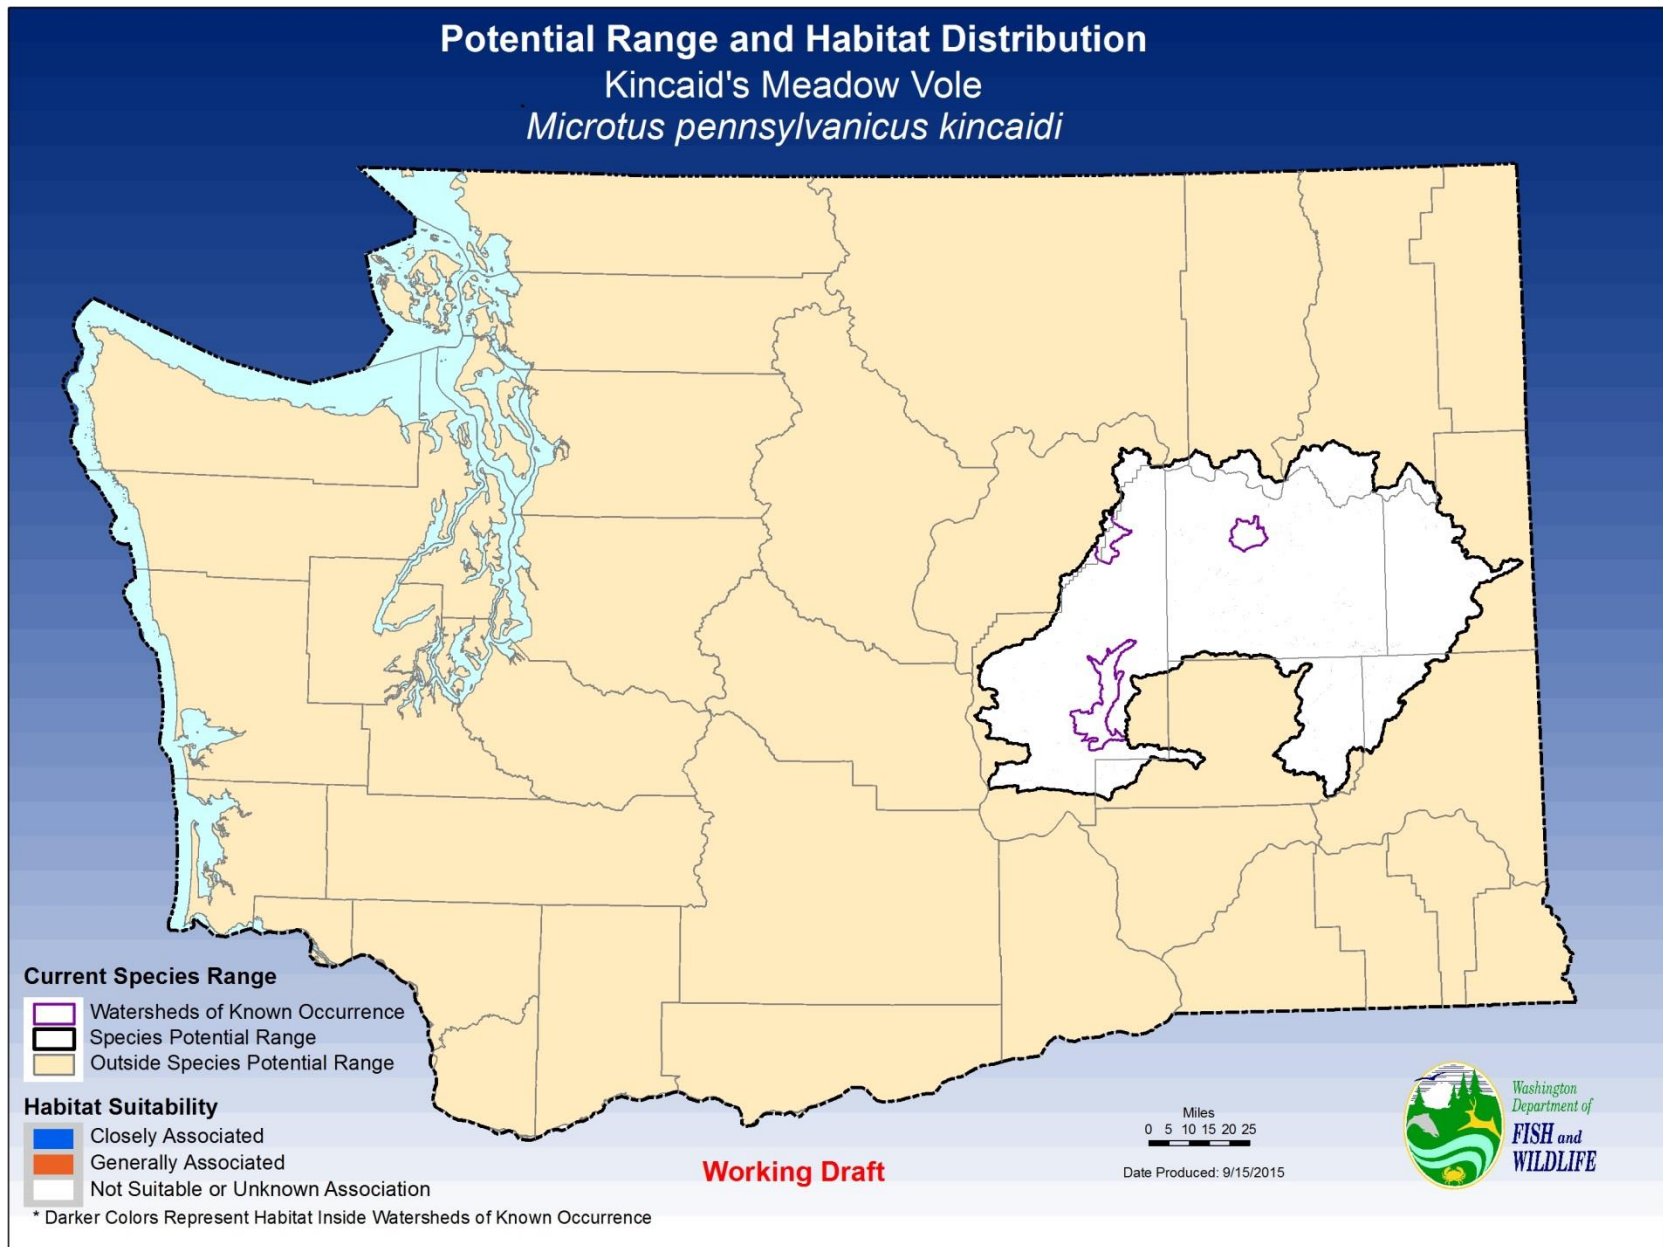 Potential Range and Habitat Distribution
Kincaid's Meadow Vole
Microtus pennsylvanicus kincaidi
Current Species Range
Watersheds of Known Occurrence
Species Potential Range
Outside Species Potential Range
Habitat Suitability
Closely Associated
Generally Associated
Not Suitable or Unknown Association
* Darker Colors Represent Habitat Inside Watersheds of Known Occurrence
Working Draft
Miles
0 5 10 15 20 25
Date Produced: 9/15/2015
Washington
Department of
FISH and
WILDLIFE